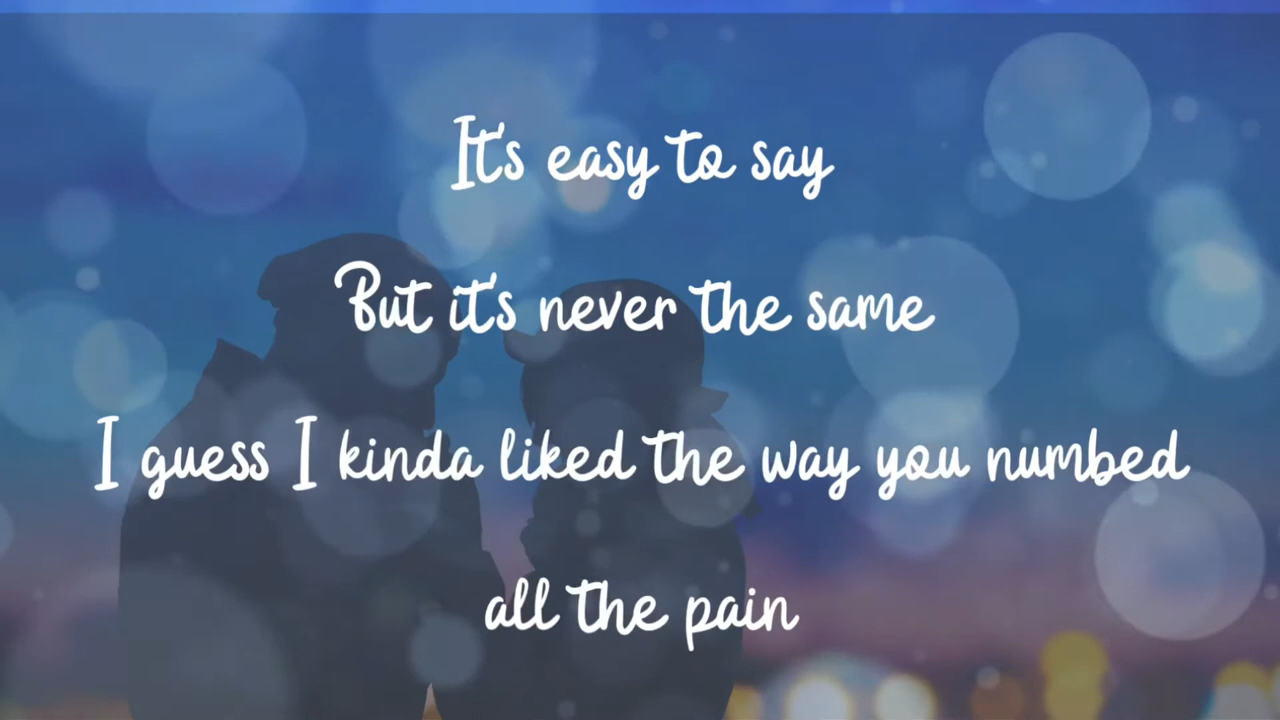 It's easy to say
But it's never the same
I guess I kinda liked the way you numbed
all the pain